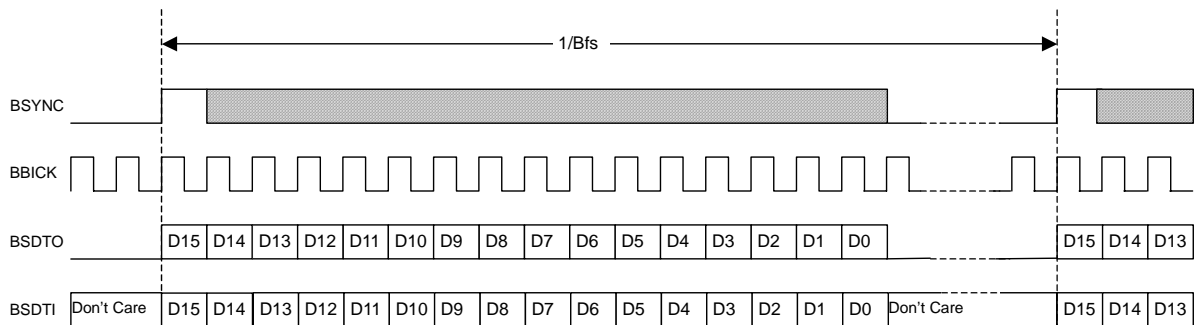 1/Bfs
BSYNC
BBICK
BSDTO D15 D14 D13 D12 D11 D10 D9 D8 D7 D6 D5 D4 D3 D2 D1 D0 D15 D14 D13
BSDTI Don't Care D15 D14 D13 D12 D11 D10 D9 D8 D7 D6 D5 D4 D3 D2 D1 D0 Don't Care D15 D14 D13